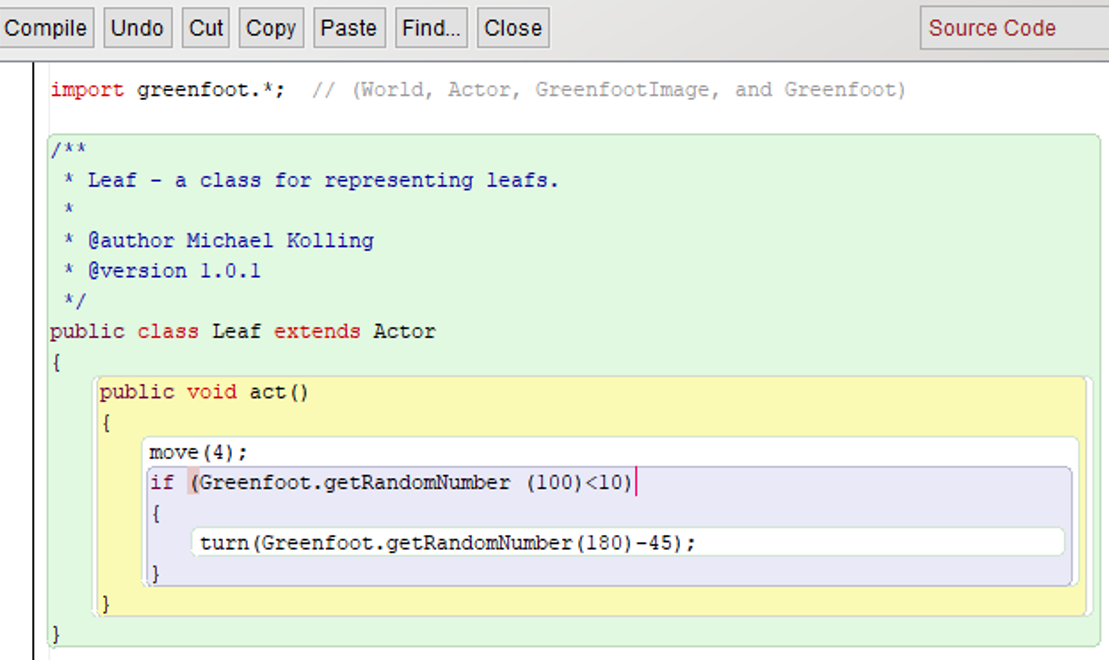 Compile Undo Cut Copy Paste Find... Close Source Code
import greenfoot.*;  // (World, Actor, GreenfootImage, and Greenfoot)
/**
 * Leaf - a class for representing leafs.
 *
 * @author Michael Kolling
 * @version 1.0.1
 */
public class Leaf extends Actor
{
    public void act()
    {
        move(4);
        if (Greenfoot.getRandomNumber (100)<10)
        {
            turn(Greenfoot.getRandomNumber(180)-45);
        }
    }
}